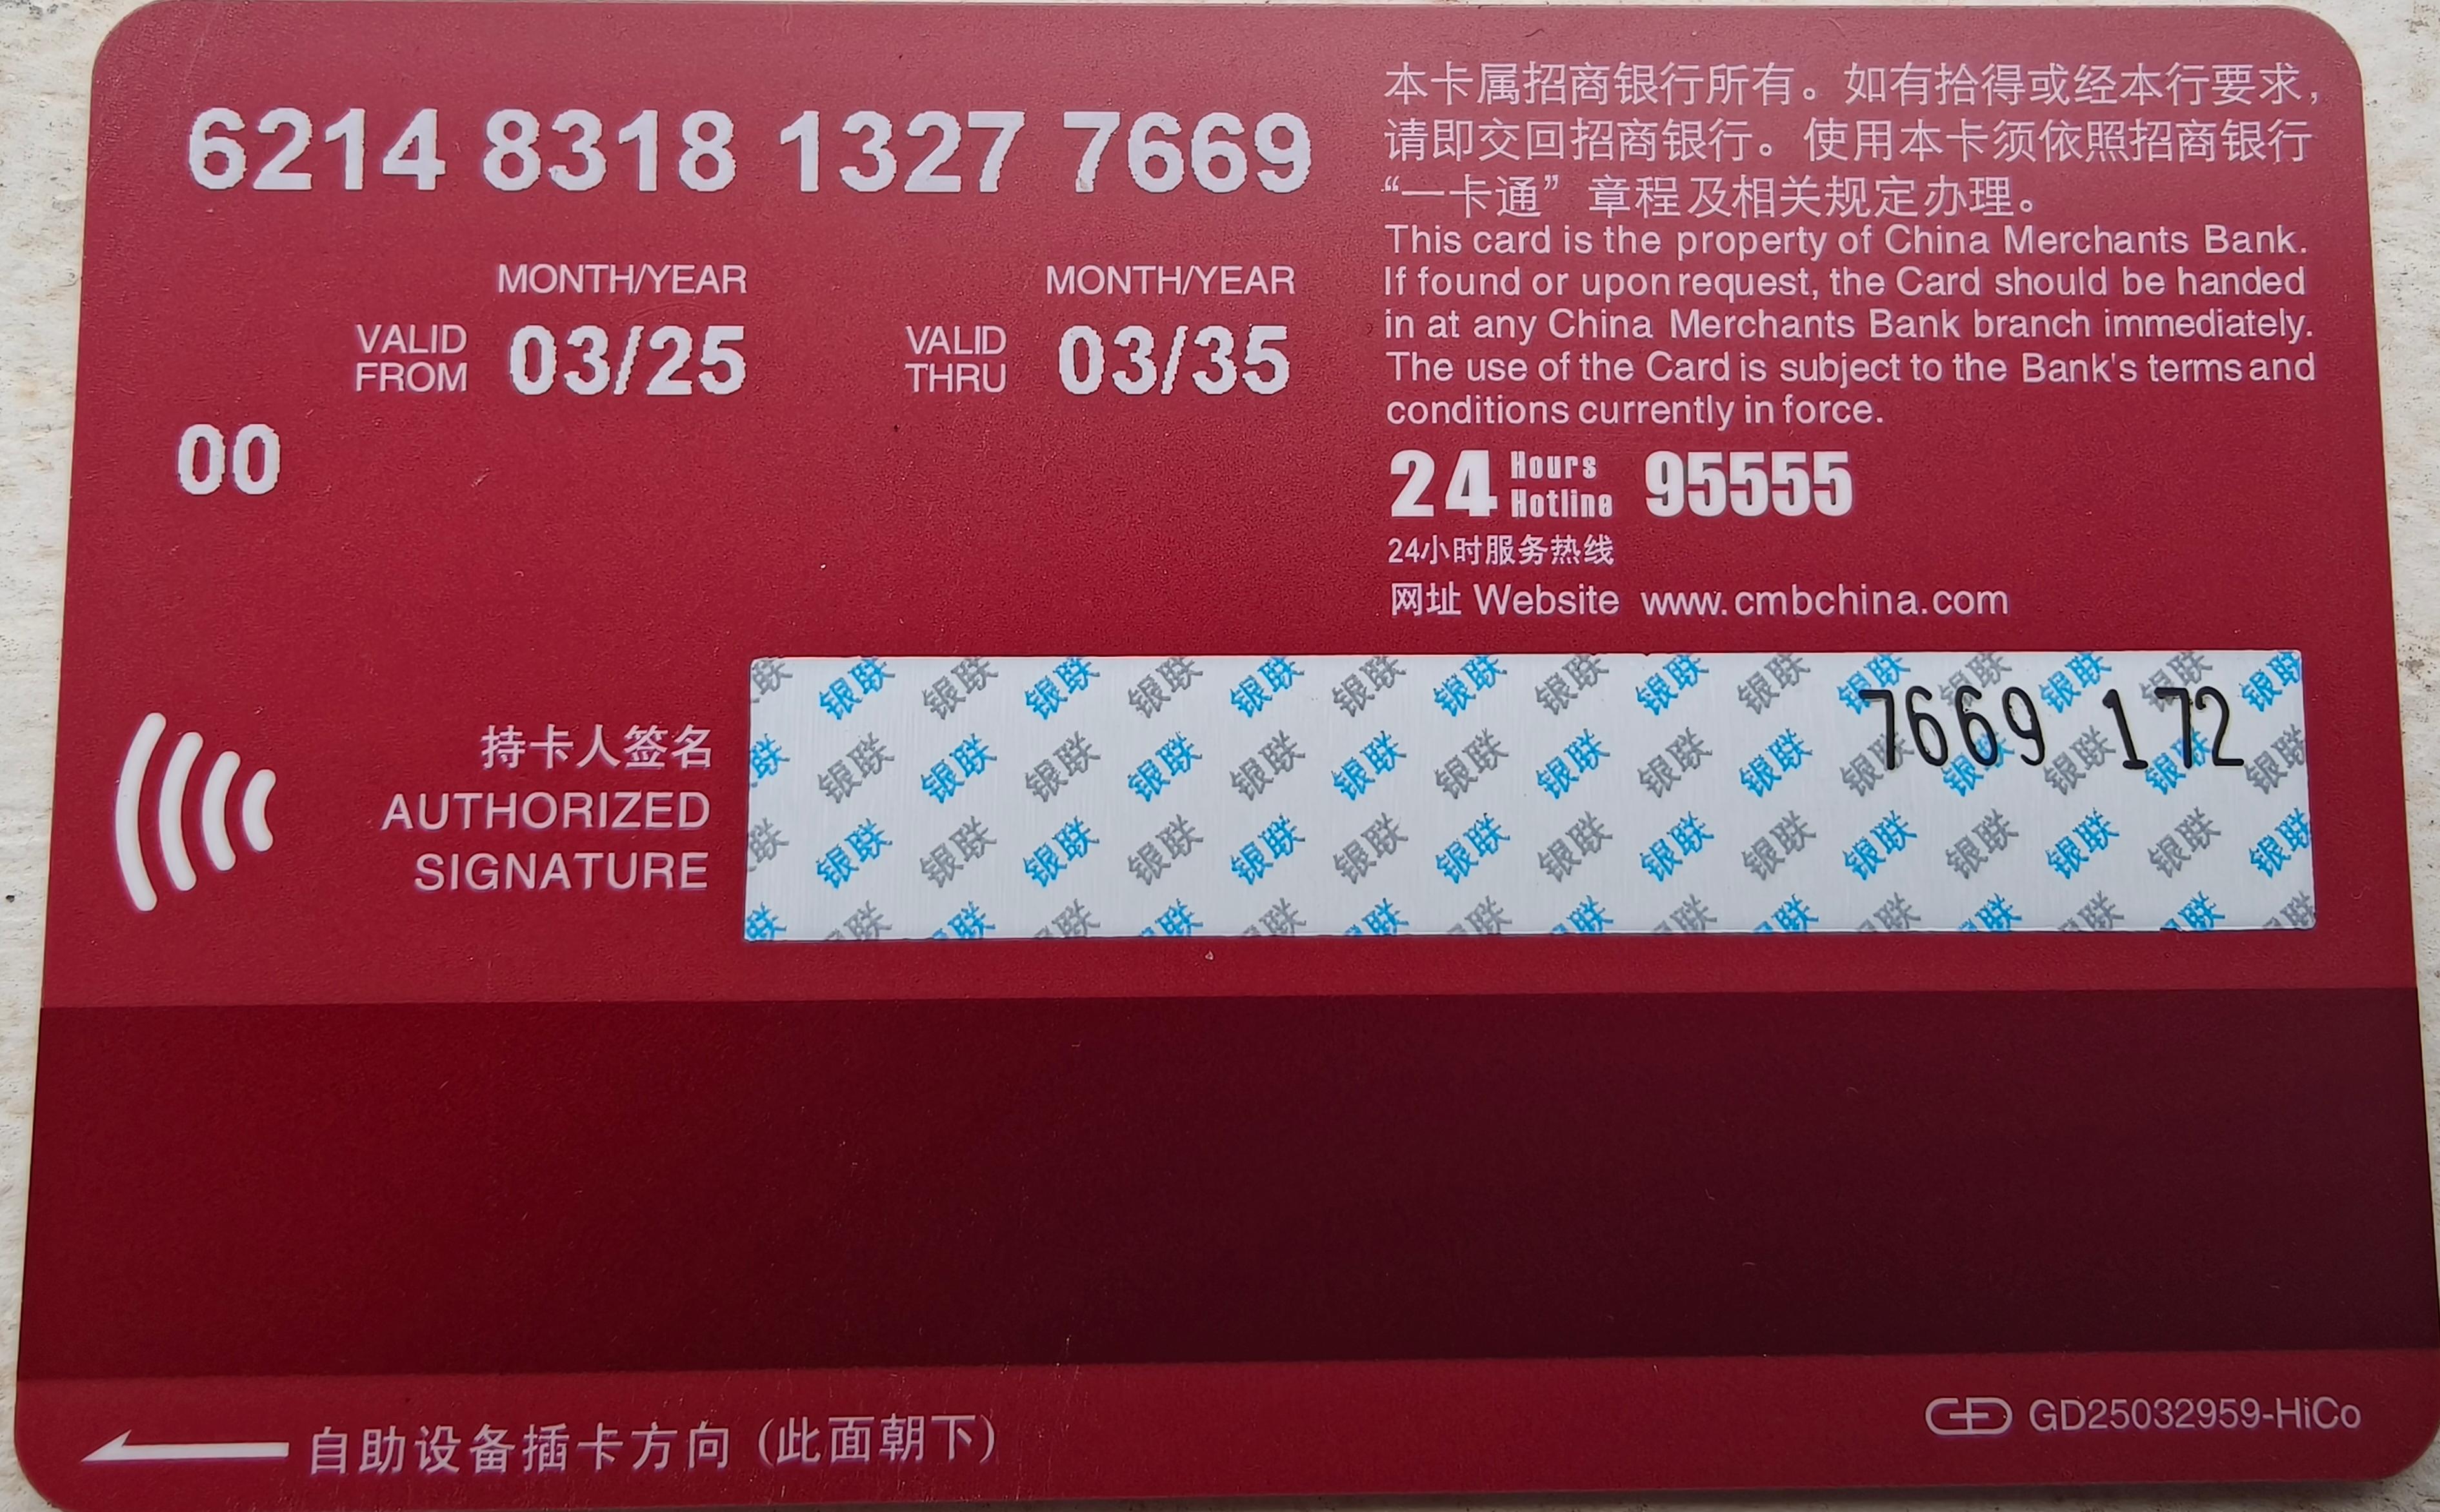 6214 8318 1327 7669
MONTH/YEAR MONTH/YEAR
VALID FROM 03/25 VALID THRU 03/35
00
本卡属招商银行所有。如有拾得或经本行要求，
请即交回招商银行。使用本卡须依照招商银行
“一卡通”章程及相关规定办理。
This card is the property of China Merchants Bank.
If found or upon request, the Card should be handed
in at any China Merchants Bank branch immediately.
The use of the Card is subject to the Bank's terms and
conditions currently in force.
24 Hours Hotline 95555
24小时服务热线
网址 Website www.cmbchina.com
持卡人签名
AUTHORIZED
SIGNATURE
银联
7669 172
自助设备插卡方向 (此面朝下)
GD25032959-HiCo